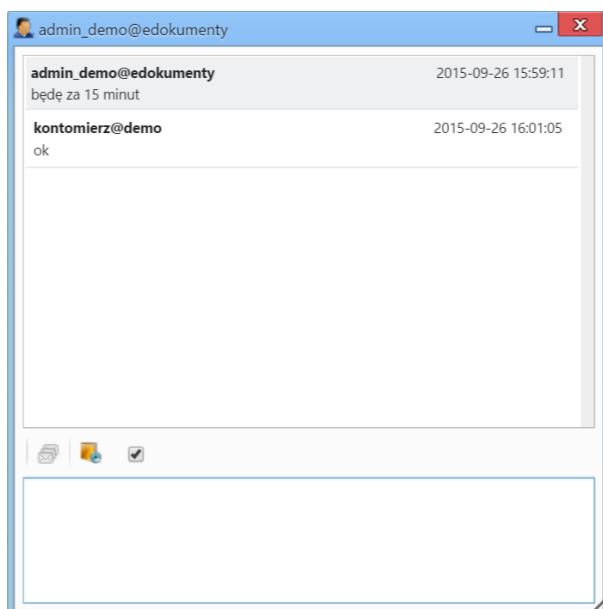 admin_demo@edokumenty
admin_demo@edokumenty 2015-09-26 15:59:11
będę za 15 minut
kontomierz@demo 2015-09-26 16:01:05
ok